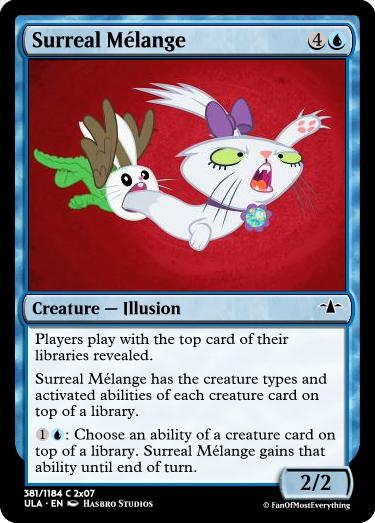 Surreal Mélange 4
Creature — Illusion
Players play with the top card of their
libraries revealed.
Surreal Mélange has the creature types and
activated abilities of each creature card on
top of a library.
1 : Choose an ability of a creature card on
top of a library. Surreal Mélange gains that
ability until end of turn.
2/2
381/1184 C 2x07
ULA • EN HASBRO STUDIOS
© FanOfMostEverything